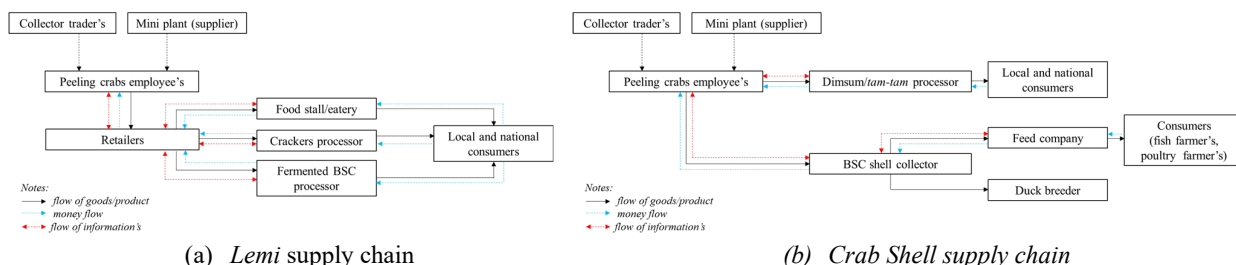 Collector trader's
Mini plant (supplier)
Peeling crabs employee's
Retailers
Food stall/eatery
Crackers processor
Fermented BSC
processor
Local and national
consumers
Notes:
flow of goods/product
money flow
flow of information's
(a) Lemi supply chain
Collector trader's
Mini plant (supplier)
Peeling crabs employee's
Dimsum/tam-tam processor
Local and national
consumers
BSC shell collector
Feed company
Consumers
(fish farmer's,
poultry farmer's)
Duck breeder
Notes:
flow of goods/product
money flow
flow of information's
(b) Crab Shell supply chain